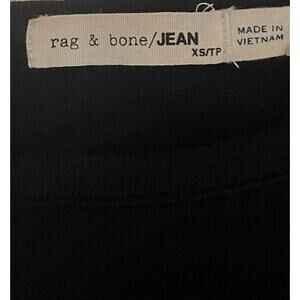 rag & bone/JEAN
XS/TP
MADE IN
VIETNAM